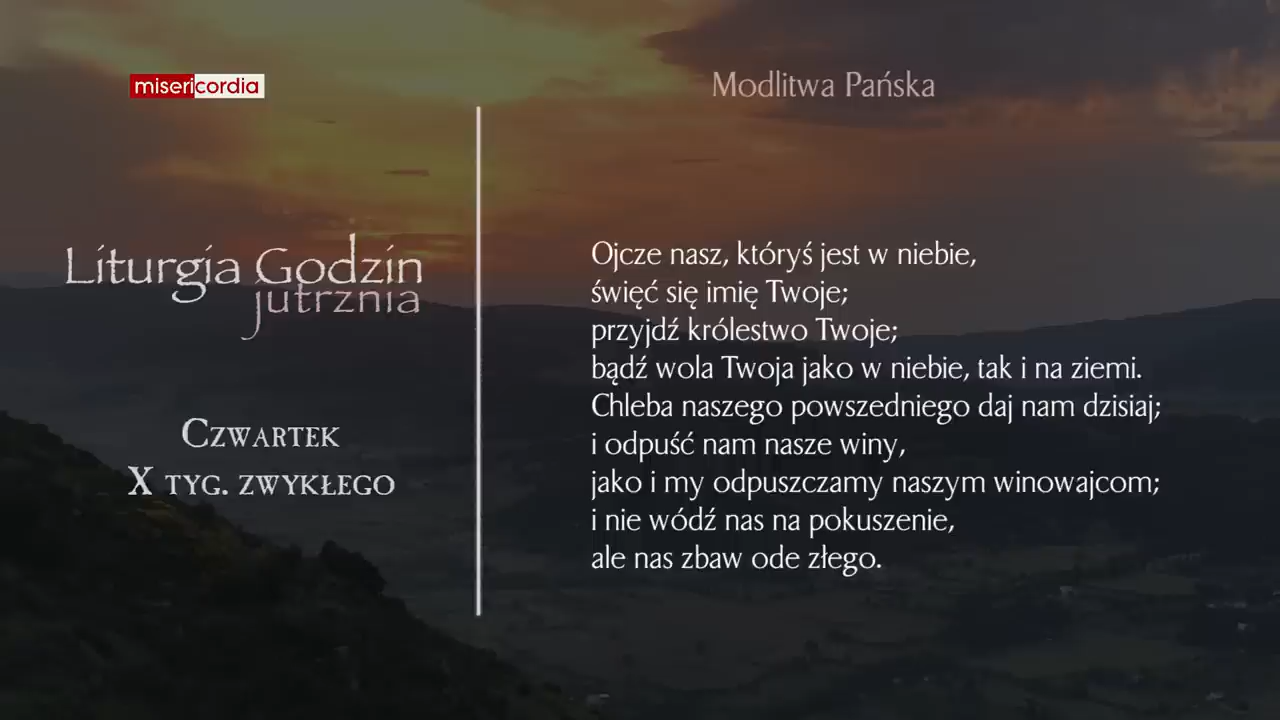 misericordia
Modlitwa Pańska
Liturgia Godzin
jutrznia
Czwartek
X tyg. zwykłego
Ojcze nasz, któryś jest w niebie,
święć się imię Twoje;
przyjdź królestwo Twoje;
bądź wola Twoja jako w niebie, tak i na ziemi.
Chleba naszego powszedniego daj nam dzisiaj;
i odpuść nam nasze winy,
jako i my odpuszczamy naszym winowajcom;
i nie wódź nas na pokuszenie,
ale nas zbaw ode złego.